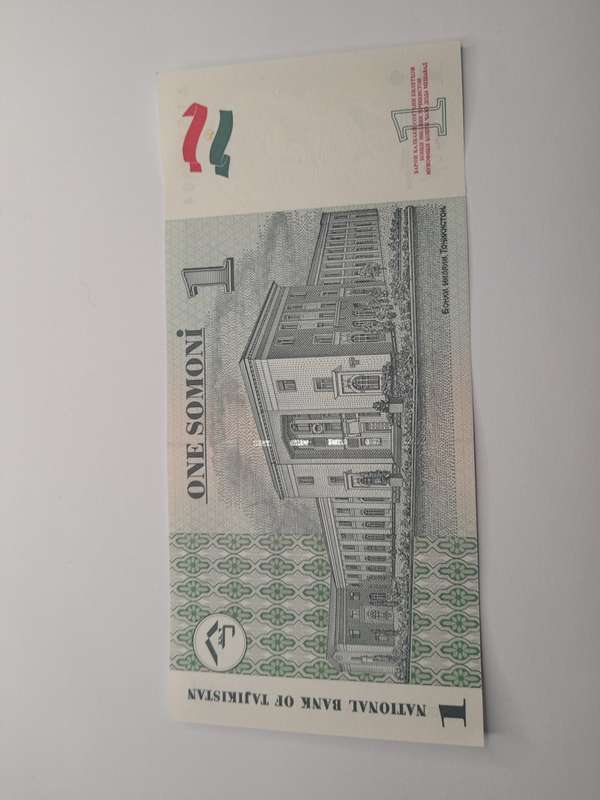 NATIONAL BANK OF TAJIKISTAN
1
ONE SOMONİ
1
Бонки миллии Тоҷикистон
1